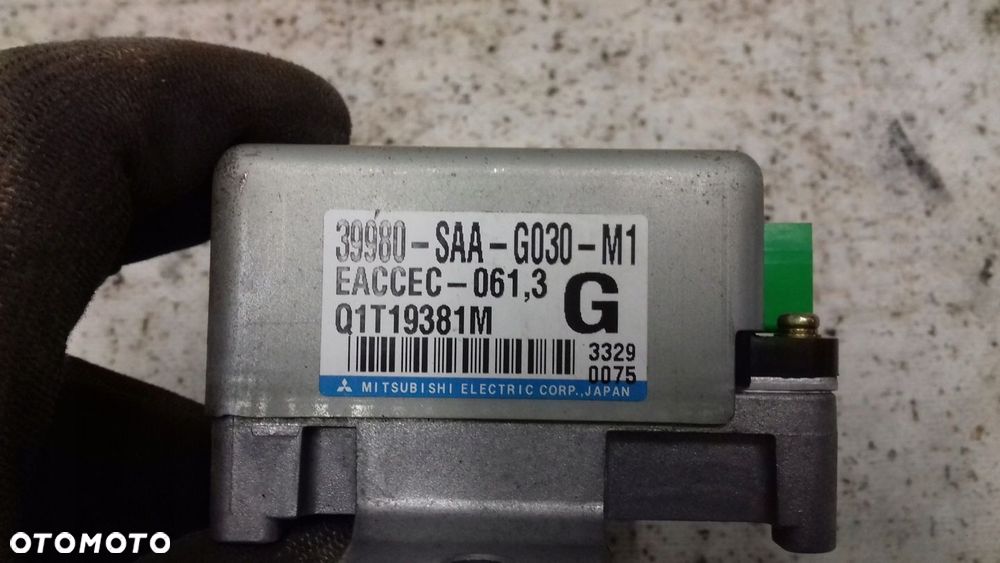 39980-SAA-G030-M1
EACCEC-061,3
G
Q1T19381M
3329
0075
MITSUBISHI ELECTRIC CORP.,JAPAN
OTOMOTO